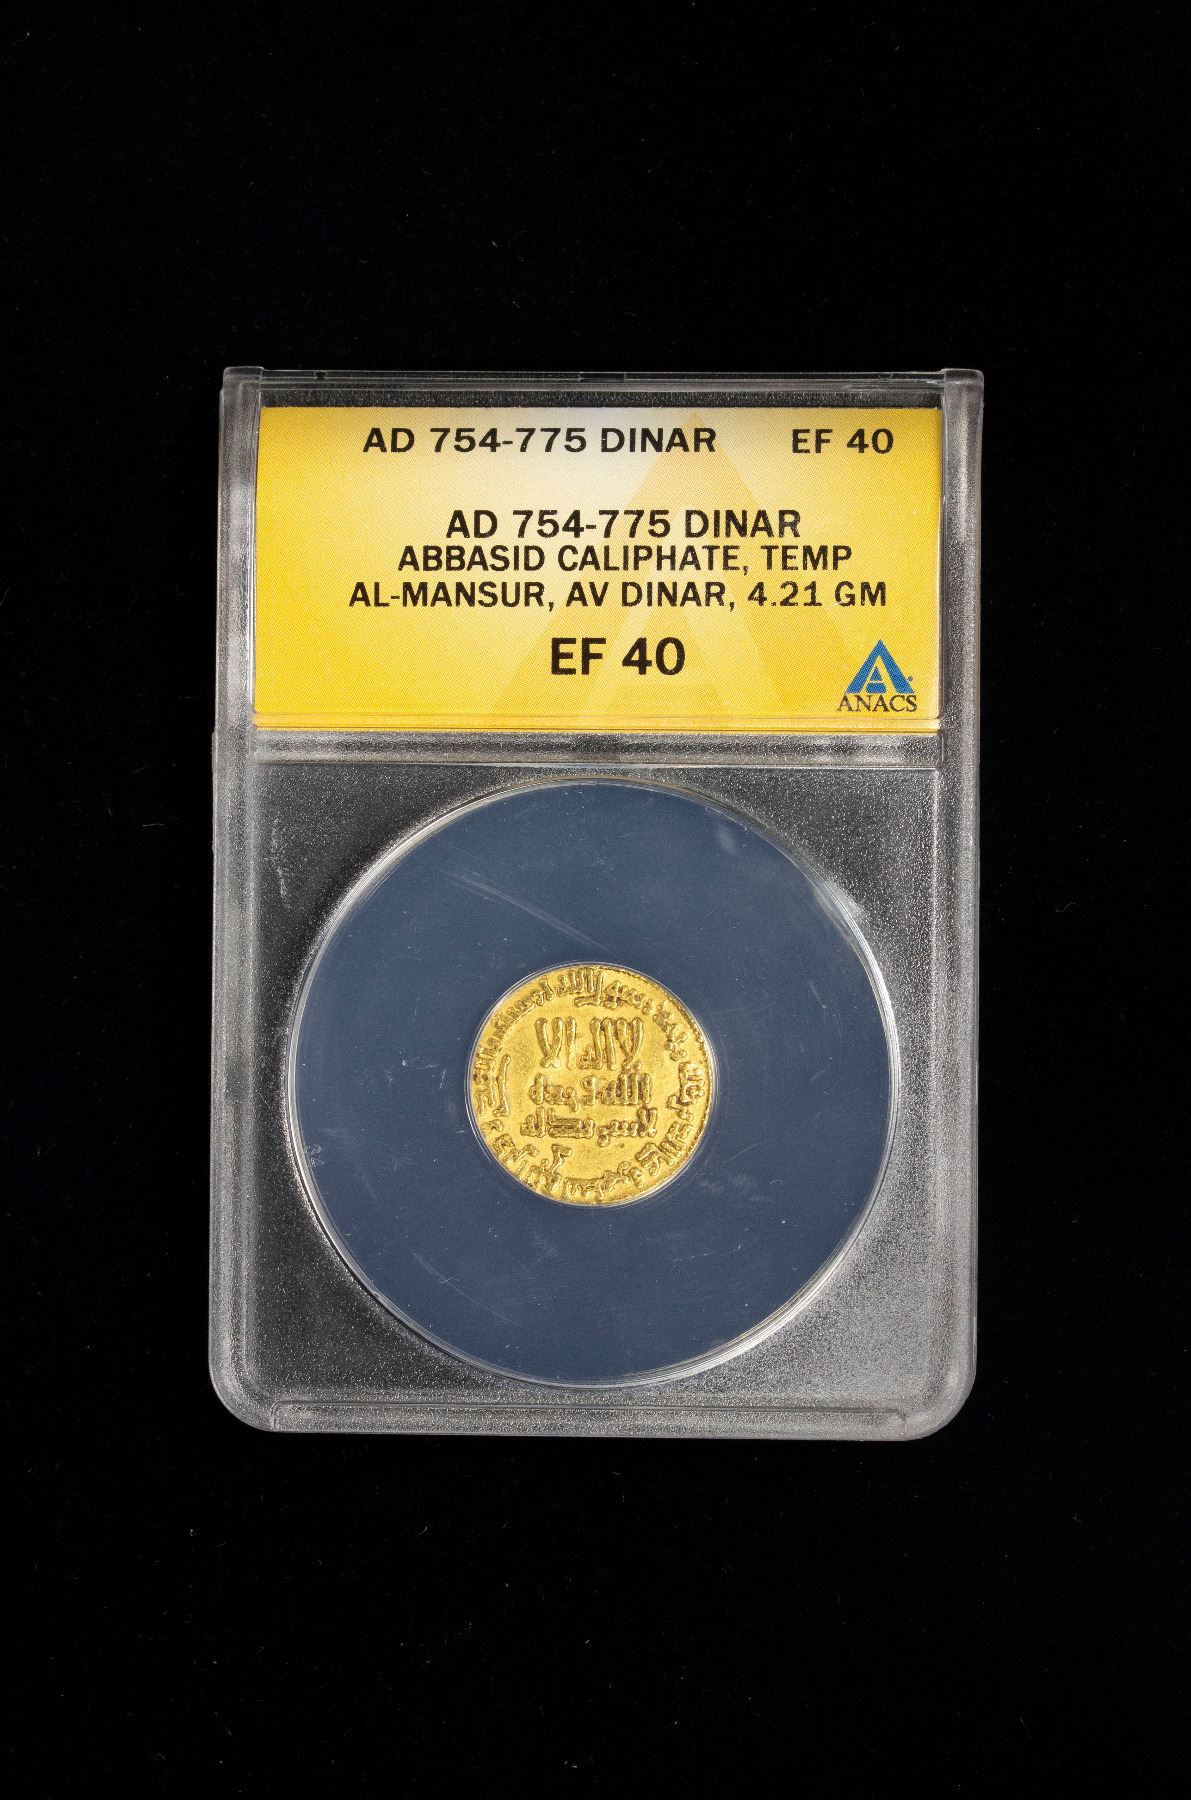 AD 754-775 DINAR EF 40
AD 754-775 DINAR
ABBASID CALIPHATE, TEMP
AL-MANSUR, AV DINAR, 4.21 GM
EF 40
ANACS
لا اله الا
الله وحده
لا شريك له